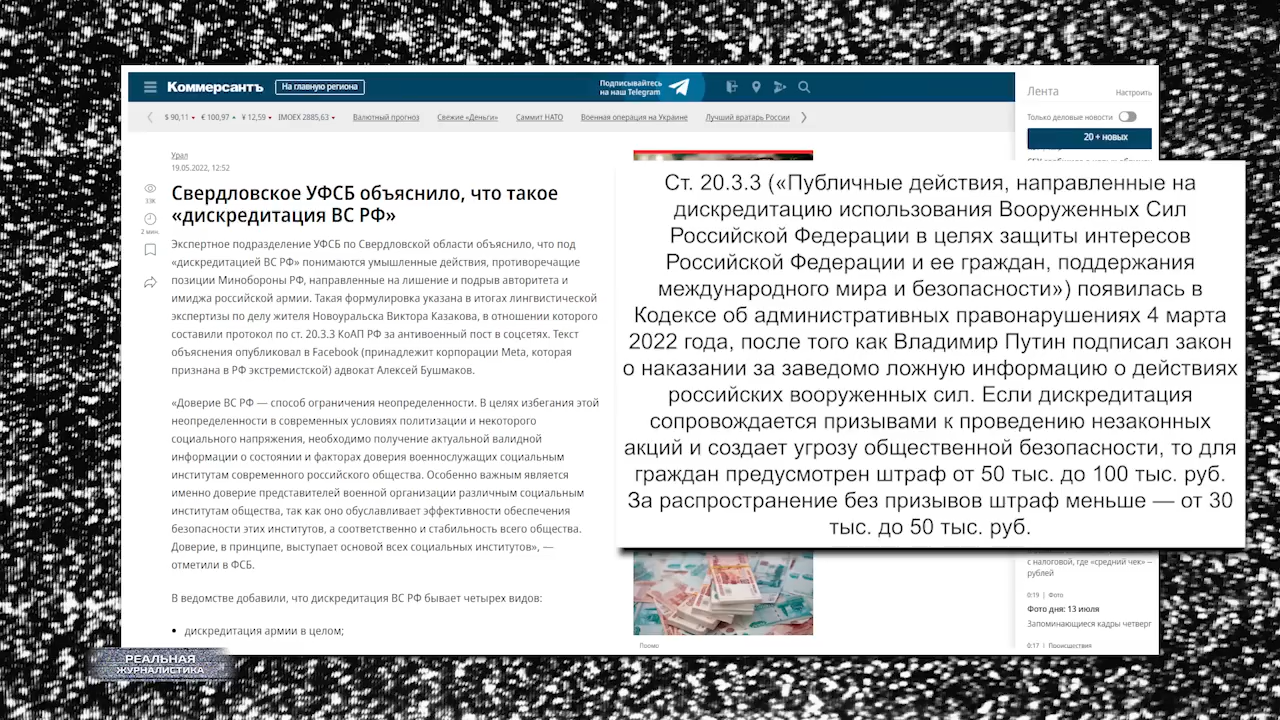 Коммерсантъ
На главную региона
Подписывайтесь
на наш Telegram
$ 90,11
€ 100,97
¥ 12,59
IMOEX 2885,63
Валютный прогноз
Свежие «Деньги»
Саммит НАТО
Военная операция на Украине
Лучший вратарь России
Лента
Настроить
Только деловые новости
20 + новых
Урал
19.05.2022, 12:52
33К
2 мин.
Свердловское УФСБ объяснило, что такое
«дискредитация ВС РФ»
Экспертное подразделение УФСБ по Свердловской области объяснило, что под
«дискредитацией ВС РФ» понимаются умышленные действия, противоречащие
позиции Минобороны РФ, направленные на лишение и подрыв авторитета и
имиджа российской армии. Такая формулировка указана в итогах лингвистической
экспертизы по делу жителя Новоуральска Виктора Казакова, в отношении которого
составили протокол по ст. 20.3.3 КоАП РФ за антивоенный пост в соцсетях. Текст
объяснения опубликовал в Facebook (принадлежит корпорации Meta, которая
признана в РФ экстремистской) адвокат Алексей Бушмаков.
«Доверие ВС РФ — способ ограничения неопределенности. В целях избегания этой
неопределенности в современных условиях политизации и некоторого
социального напряжения, необходимо получение актуальной валидной
информации о состоянии и факторах доверия военнослужащих социальным
институтам современного российского общества. Особенно важным является
именно доверие представителей военной организации различным социальным
институтам общества, так как оно обуславливает эффективности обеспечения
безопасности этих институтов, а соответственно и стабильность всего общества.
Доверие, в принципе, выступает основой всех социальных институтов», —
отметили в ФСБ.
В ведомстве добавили, что дискредитация ВС РФ бывает четырех видов:
• дискредитация армии в целом;
Ст. 20.3.3 («Публичные действия, направленные на
дискредитацию использования Вооруженных Сил
Российской Федерации в целях защиты интересов
Российской Федерации и ее граждан, поддержания
международного мира и безопасности») появилась в
Кодексе об административных правонарушениях 4 марта
2022 года, после того как Владимир Путин подписал закон
о наказании за заведомо ложную информацию о действиях
российских вооруженных сил. Если дискредитация
сопровождается призывами к проведению незаконных
акций и создает угрозу общественной безопасности, то для
граждан предусмотрен штраф от 50 тыс. до 100 тыс. руб.
За распространение без призывов штраф меньше — от 30
тыс. до 50 тыс. руб.
Промо
с налоговой, где «средний чек» –
рублей
0:19 | Фото
Фото дня: 13 июля
Запоминающиеся кадры четверг
0:17 | Происшествия
РЕАЛЬНАЯ
ЖУРНАЛИСТИКА